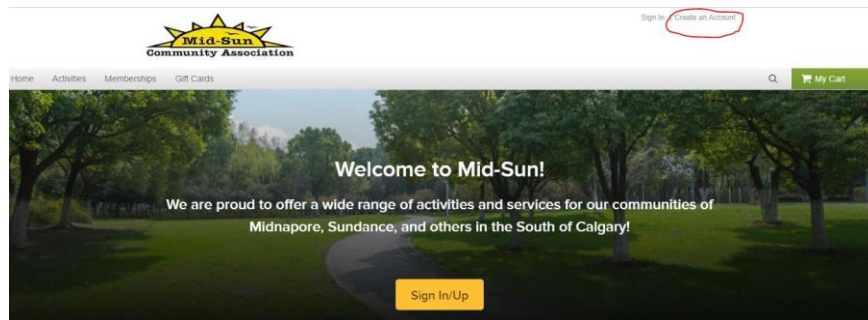 Mid-Sun
Community Association
Sign In
Create an Account
Home Activities Memberships Gift Cards
My Cart
Welcome to Mid-Sun!
We are proud to offer a wide range of activities and services for our communities of
Midnapore, Sundance, and others in the South of Calgary!
Sign In/Up